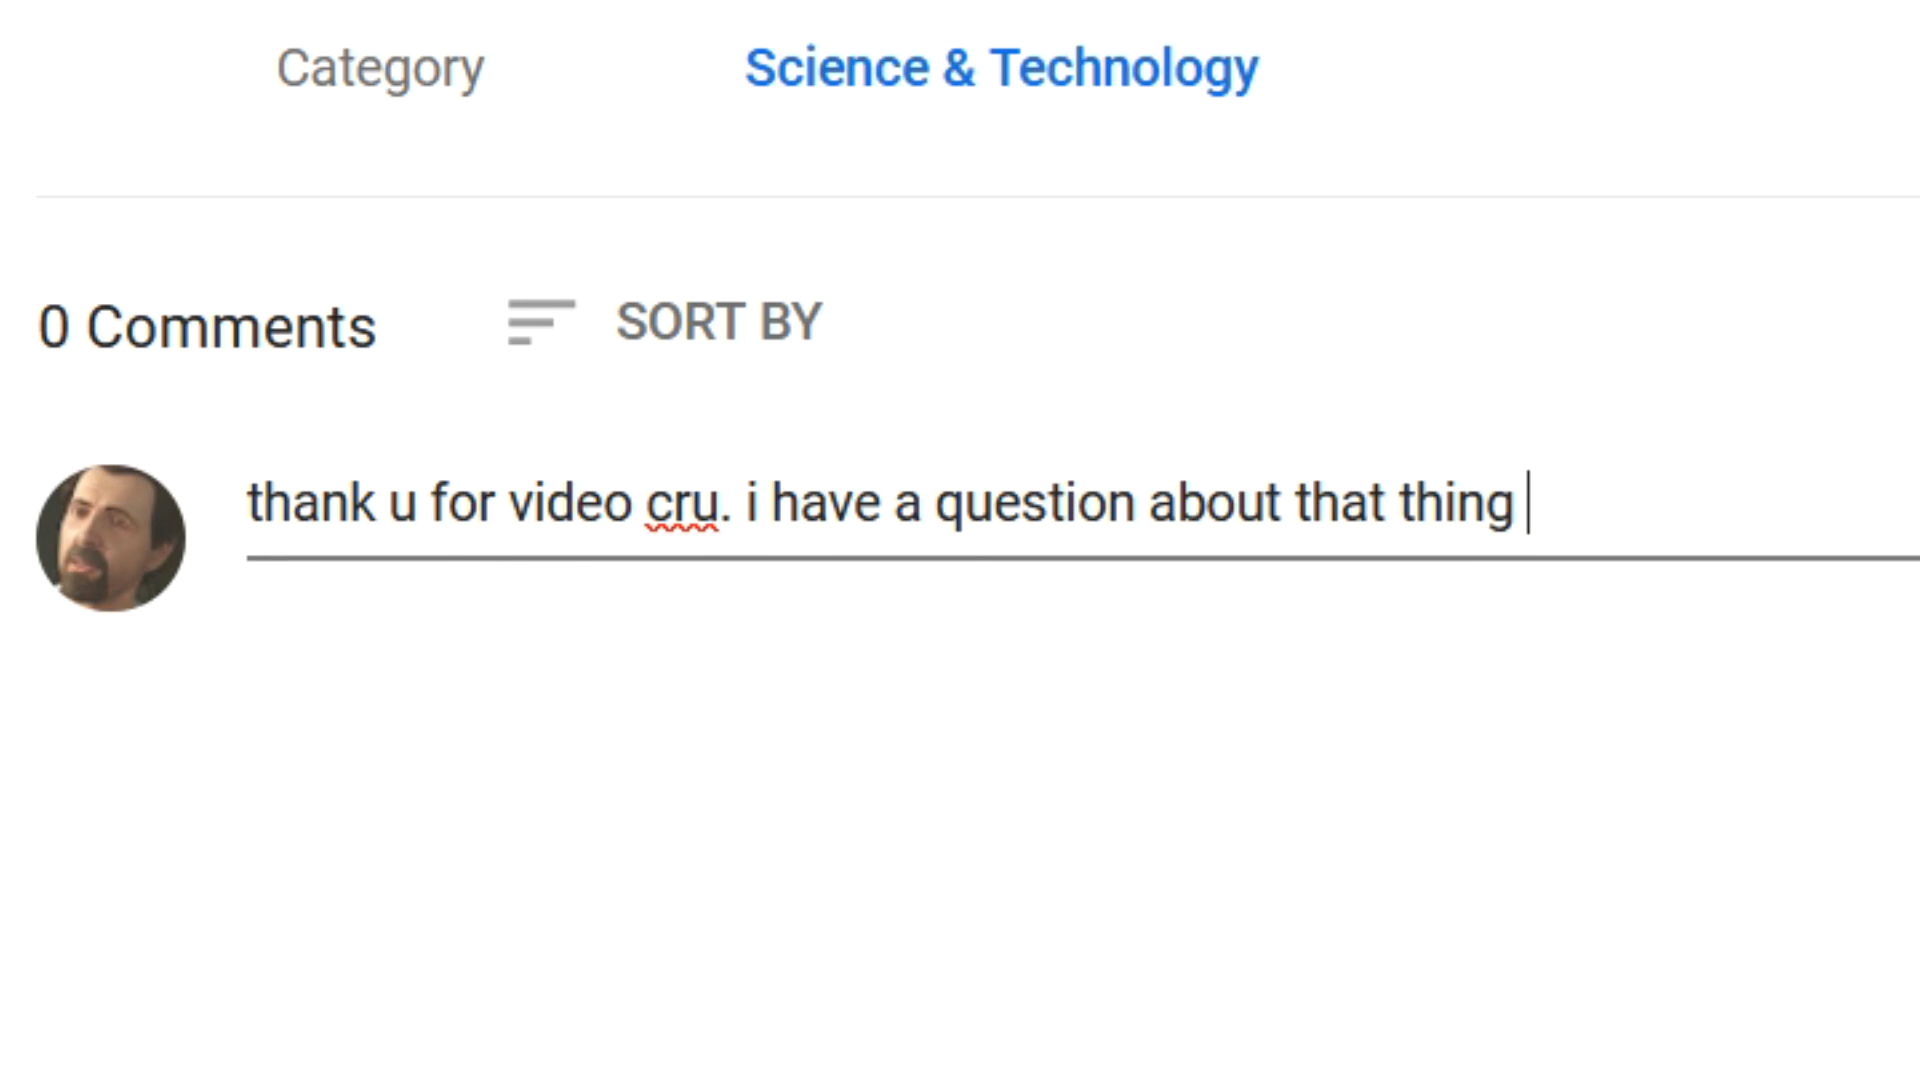 Category Science & Technology
0 Comments SORT BY
thank u for video cru. i have a question about that thing